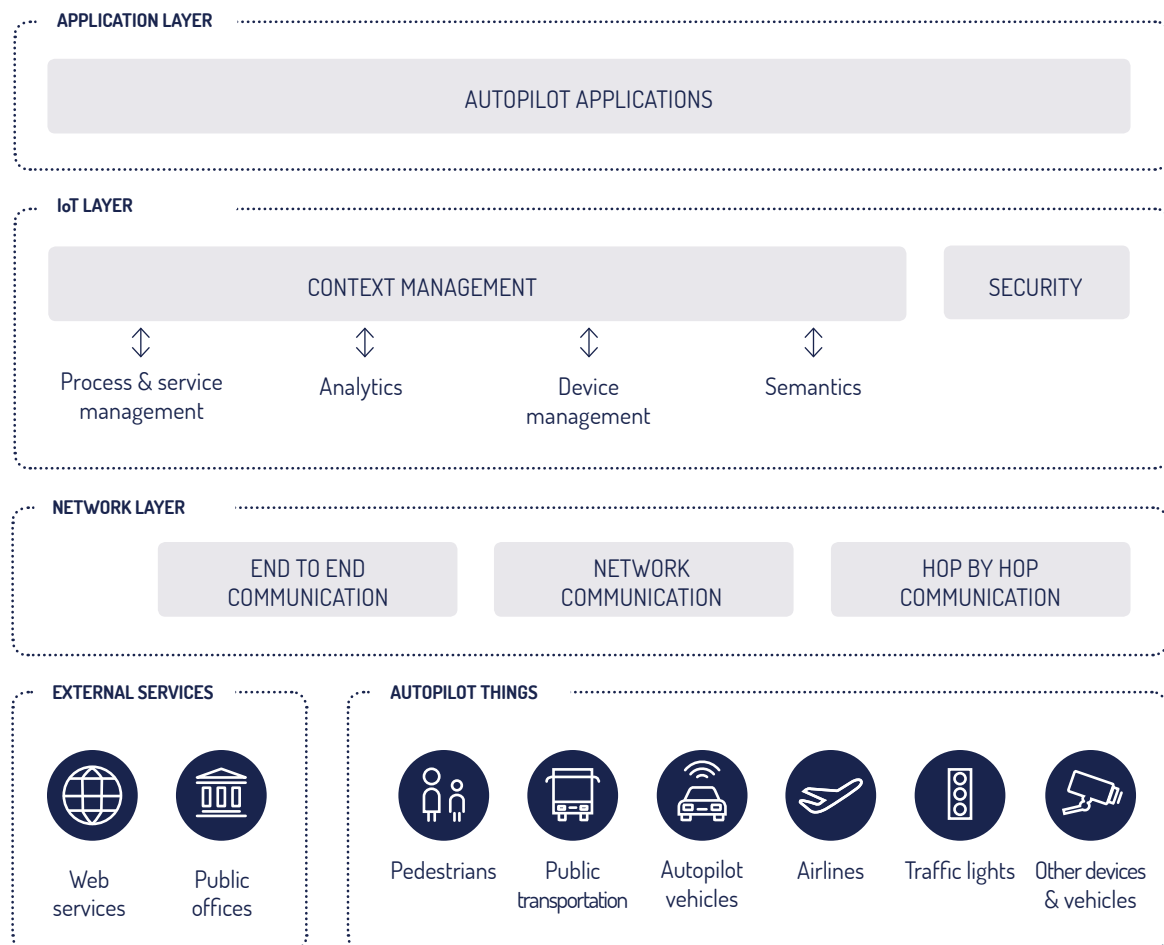 APPLICATION LAYER
AUTOPILOT APPLICATIONS
IoT LAYER
CONTEXT MANAGEMENT
SECURITY
Process & service
management
Analytics
Device
management
Semantics
NETWORK LAYER
END TO END
COMMUNICATION
NETWORK
COMMUNICATION
HOP BY HOP
COMMUNICATION
EXTERNAL SERVICES
Web
services
Public
offices
AUTOPILOT THINGS
Pedestrians
Public
transportation
Autopilot
vehicles
Airlines
Traffic lights
Other devices
& vehicles